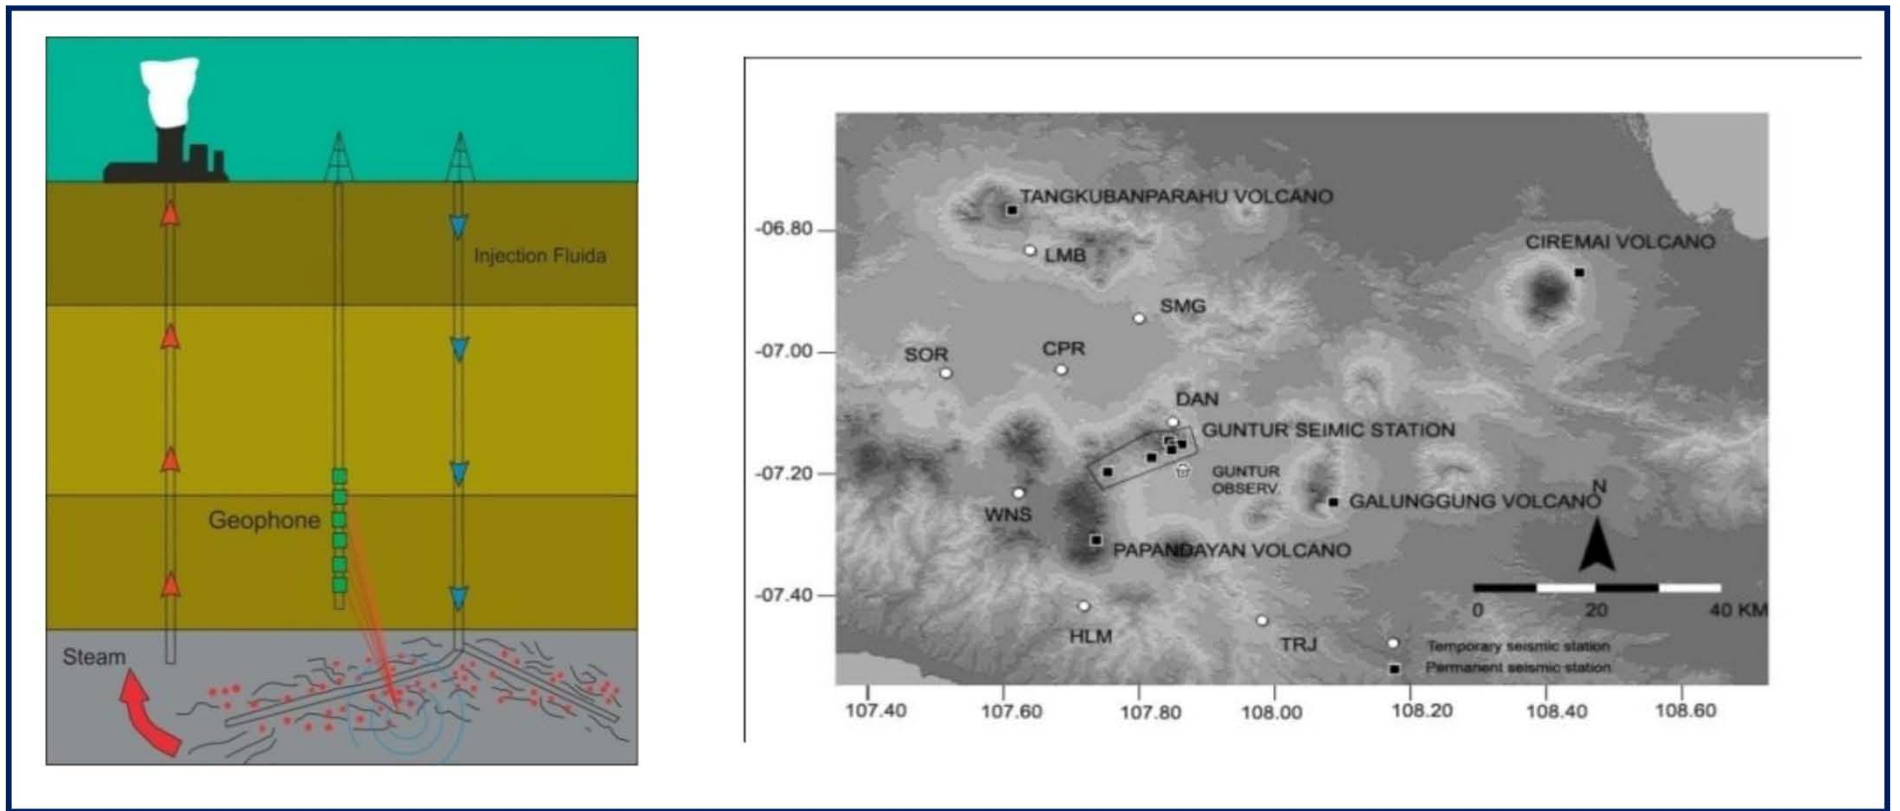 Injection Fluida
Geophone
Steam
TANGKUBANPARAHU VOLCANO
-06.80
CIREMAI VOLCANO
LMB
SMG
-07.00
SOR
CPR
DAN
GUNTUR SEIMIC STATION
-07.20
GUNTUR
OBSERV.
N
GALUNGGUNG VOLCANO
WNS
PAPANDAYAN VOLCANO
-07.40
0
20
40 KM
HLM
TRJ
Temporary seismic station
Permanent seismic station
107.40
107.60
107.80
108.00
108.20
108.40
108.60